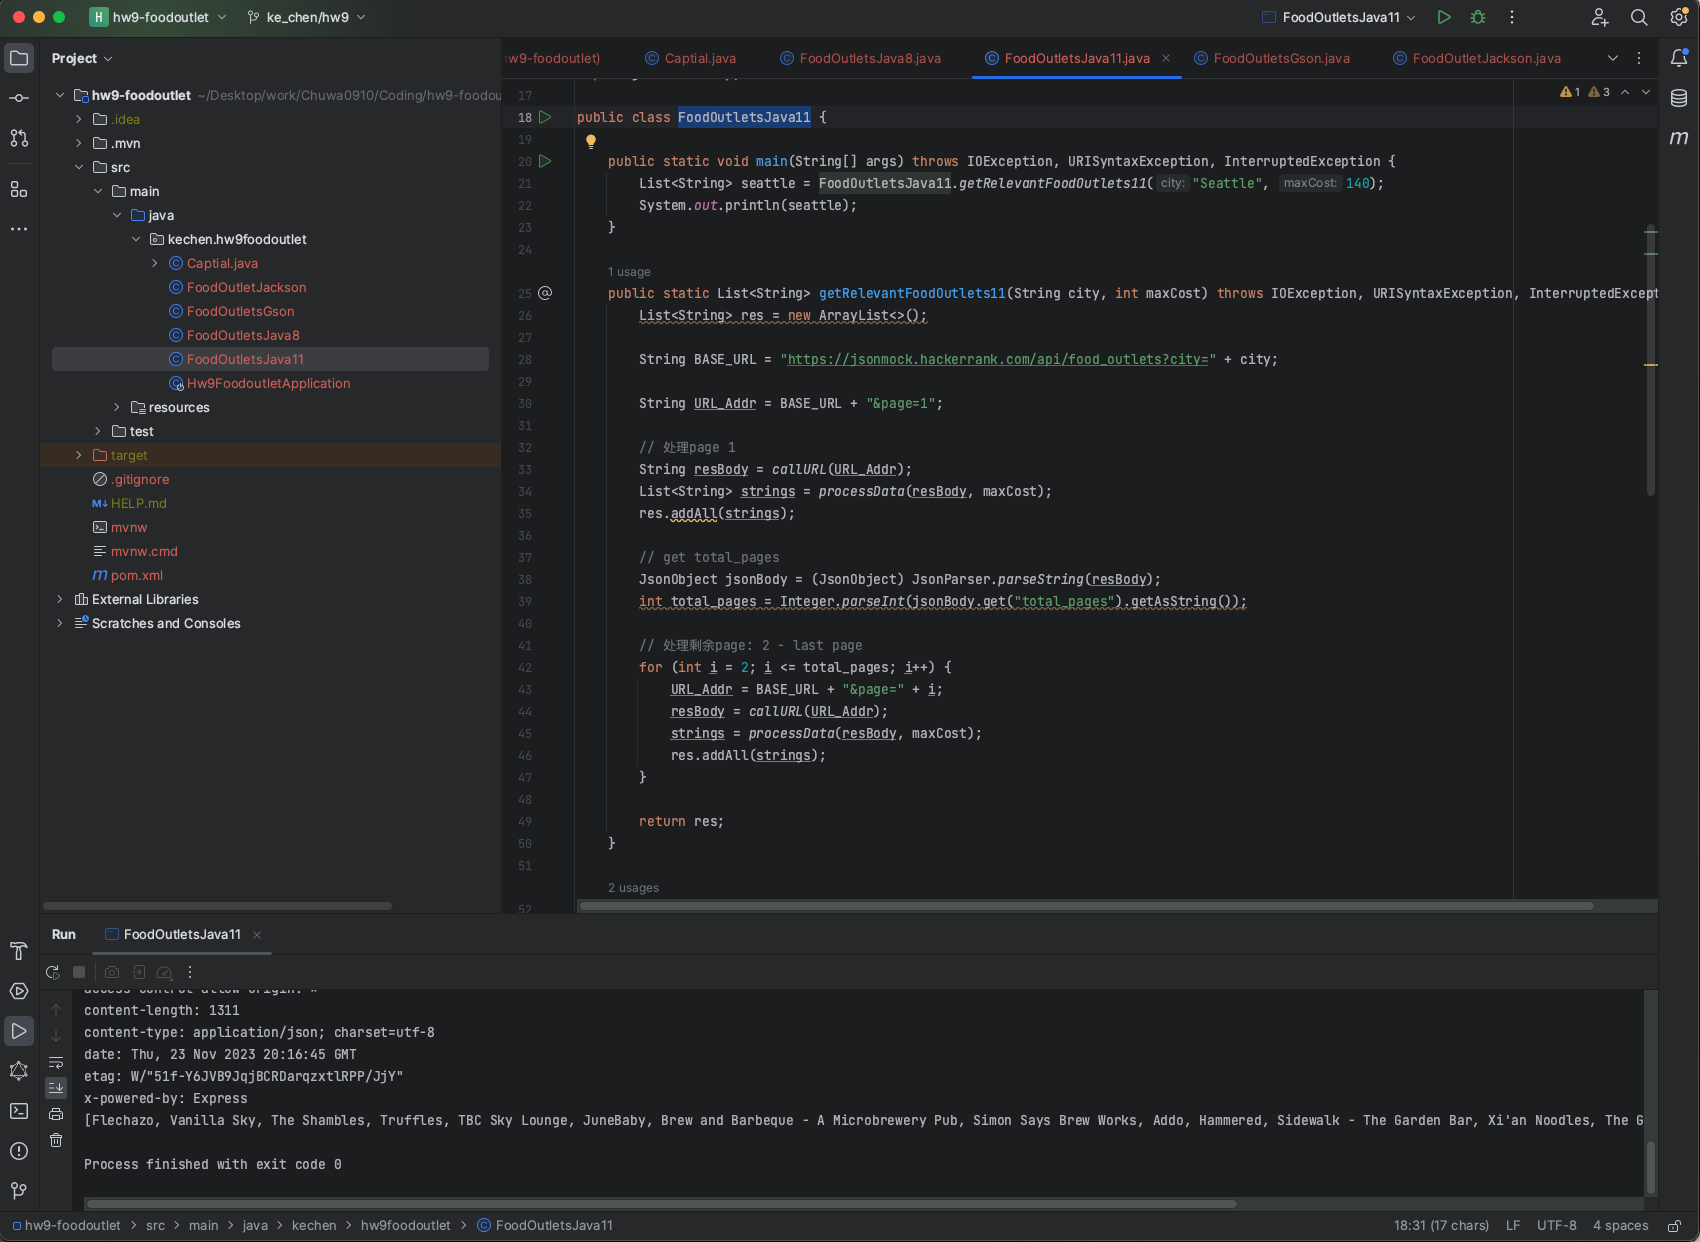 H hw9-foodoutlet ke_chen/hw9 FoodOutletsJava11
Project
hw9-foodoutlet) Captial.java FoodOutletsJava8.java FoodOutletsJava11.java FoodOutletsGson.java FoodOutletJackson.java
hw9-foodoutlet ~/Desktop/work/Chuwa0910/Coding/hw9-foodou
.idea
.mvn
src
main
java
kechen.hw9foodoutlet
Captial.java
FoodOutletJackson
FoodOutletsGson
FoodOutletsJava8
FoodOutletsJava11
Hw9FoodoutletApplication
resources
test
target
.gitignore
HELP.md
mvnw
mvnw.cmd
pom.xml
External Libraries
Scratches and Consoles
1 3
17
18 public class FoodOutletsJava11 {
19
20 public static void main(String[] args) throws IOException, URISyntaxException, InterruptedException {
21 List<String> seattle = FoodOutletsJava11.getRelevantFoodOutlets11( city: "Seattle", maxCost: 140);
22 System.out.println(seattle);
23 }
24
1 usage
25 @ public static List<String> getRelevantFoodOutlets11(String city, int maxCost) throws IOException, URISyntaxException, InterruptedExcept
26 List<String> res = new ArrayList<>();
27
28 String BASE_URL = "https://jsonmock.hackerrank.com/api/food_outlets?city=" + city;
29
30 String URL_Addr = BASE_URL + "&page=1";
31
32 // 处理page 1
33 String resBody = callURL(URL_Addr);
34 List<String> strings = processData(resBody, maxCost);
35 res.addAll(strings);
36
37 // get total_pages
38 JsonObject jsonBody = (JsonObject) JsonParser.parseString(resBody);
39 int total_pages = Integer.parseInt(jsonBody.get("total_pages").getAsString());
40
41 // 处理剩余page: 2 - last page
42 for (int i = 2; i <= total_pages; i++) {
43 URL_Addr = BASE_URL + "&page=" + i;
44 resBody = callURL(URL_Addr);
45 strings = processData(resBody, maxCost);
46 res.addAll(strings);
47 }
48
49 return res;
50 }
51
2 usages
52
Run FoodOutletsJava11
access-control-allow-origin: *
content-length: 1311
content-type: application/json; charset=utf-8
date: Thu, 23 Nov 2023 20:16:45 GMT
etag: W/"51f-Y6JVB9JqjBCRDarqzxtlRPP/JjY"
x-powered-by: Express
[Flechazo, Vanilla Sky, The Shambles, Truffles, TBC Sky Lounge, JuneBaby, Brew and Barbeque - A Microbrewery Pub, Simon Says Brew Works, Addo, Hammered, Sidewalk - The Garden Bar, Xi'an Noodles, The G
Process finished with exit code 0
hw9-foodoutlet > src > main > java > kechen > hw9foodoutlet > FoodOutletsJava11 18:31 (17 chars) LF UTF-8 4 spaces